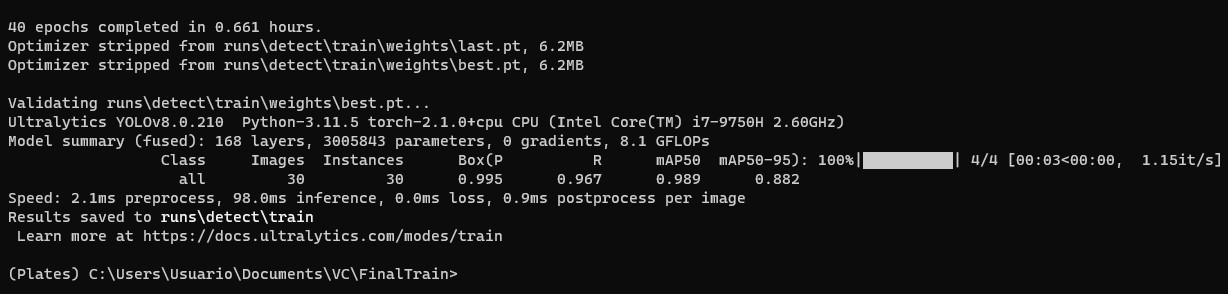 40 epochs completed in 0.661 hours.
Optimizer stripped from runs\detect\train\weights\last.pt, 6.2MB
Optimizer stripped from runs\detect\train\weights\best.pt, 6.2MB
Validating runs\detect\train\weights\best.pt...
Ultralytics YOLOv8.0.210  Python-3.11.5 torch-2.1.0+cpu CPU (Intel Core(TM) i7-9750H 2.60GHz)
Model summary (fused): 168 layers, 3005843 parameters, 0 gradients, 8.1 GFLOPs
                 Class     Images  Instances      Box(P          R      mAP50  mAP50-95): 100%|██████████| 4/4 [00:03<00:00,  1.15it/s]
                   all         30         30      0.995      0.967      0.989      0.882
Speed: 2.1ms preprocess, 98.0ms inference, 0.0ms loss, 0.9ms postprocess per image
Results saved to runs\detect\train
 Learn more at https://docs.ultralytics.com/modes/train
(Plates) C:\Users\Usuario\Documents\VC\FinalTrain>